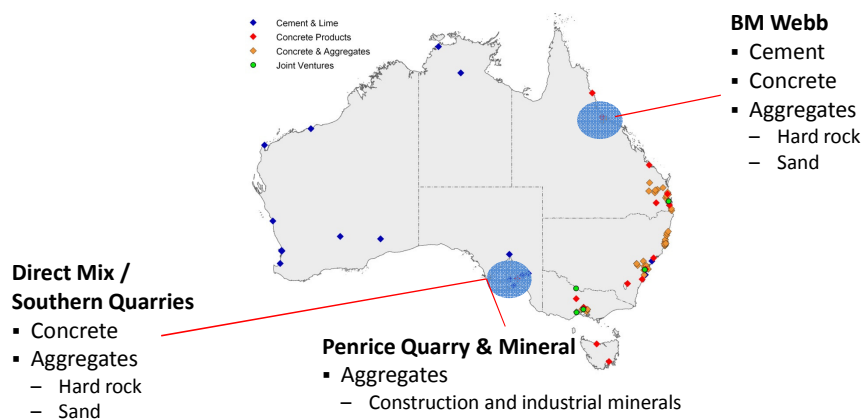 Cement & Lime
Concrete Products
Concrete & Aggregates
Joint Ventures
BM Webb
▪ Cement
▪ Concrete
▪ Aggregates
– Hard rock
– Sand
Direct Mix /
Southern Quarries
▪ Concrete
▪ Aggregates
– Hard rock
– Sand
Penrice Quarry & Mineral
▪ Aggregates
– Construction and industrial minerals